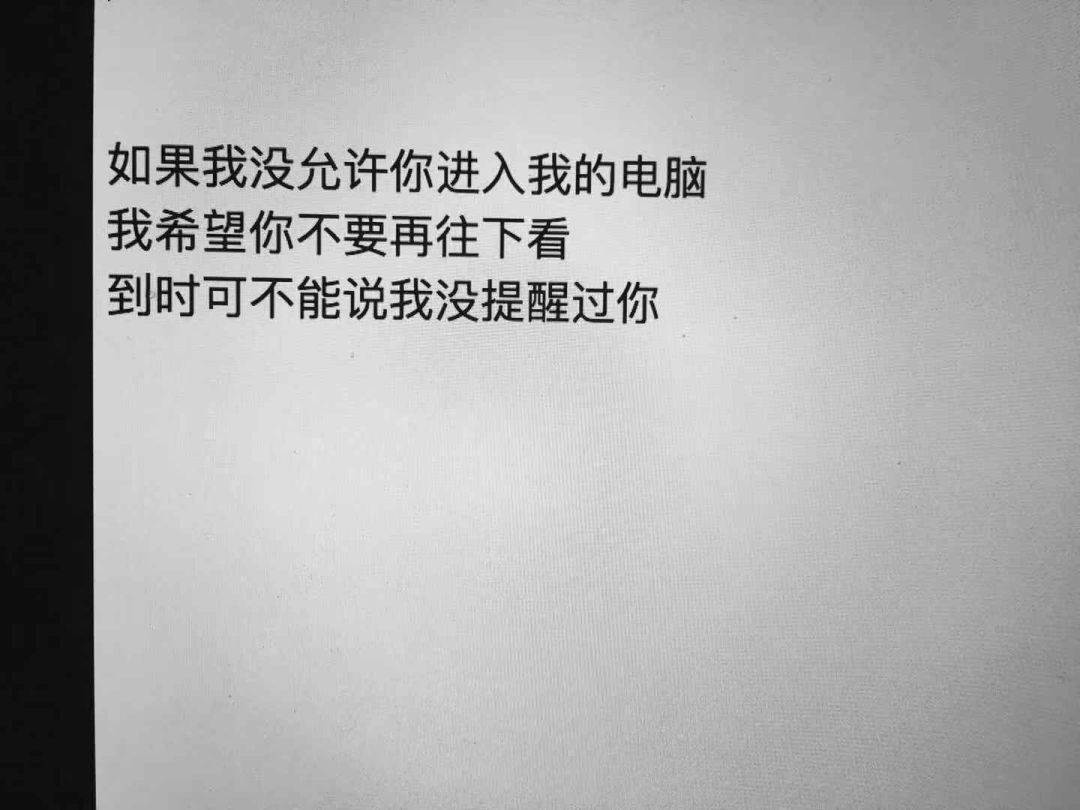 如果我没允许你进入我的电脑
我希望你不要再往下看
到时可不能说我没提醒过你